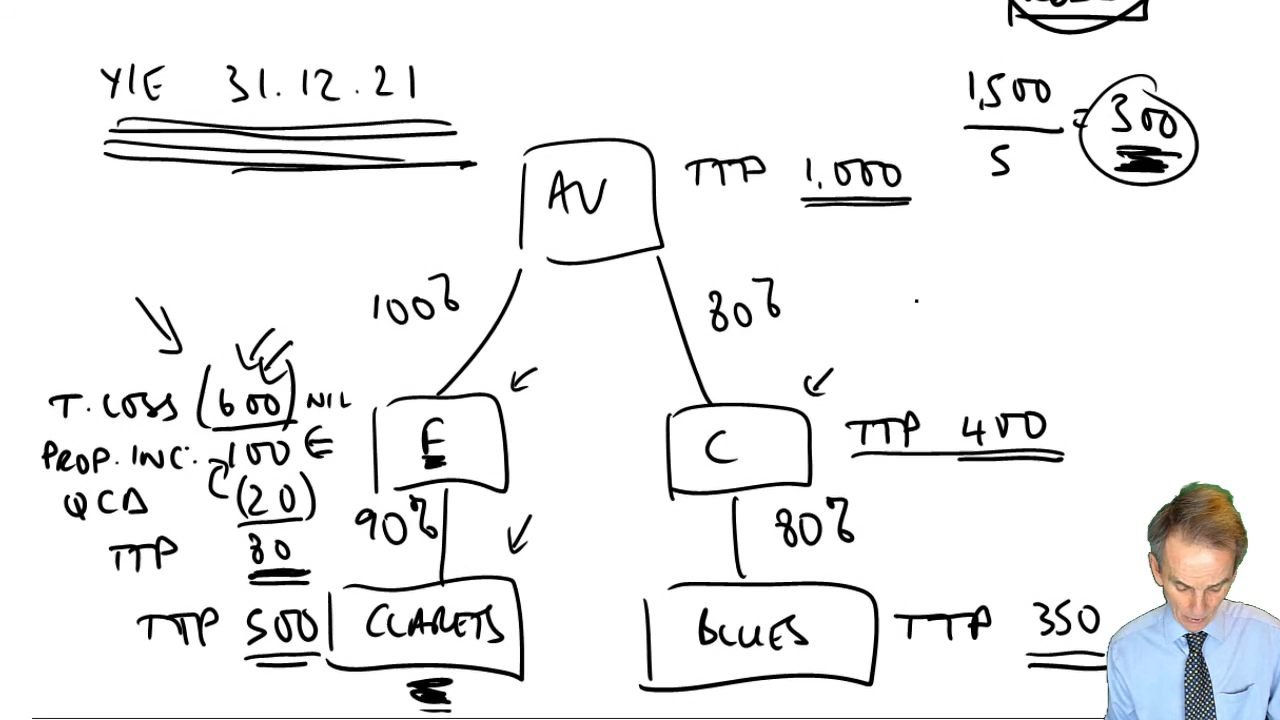 Y/E 31.12.21
1,500
5
= 300
AV
TTP 1,000
100%
80%
T. LOSS (600) NIL
PROP. INC. 100 E
QCD (20)
TTP 80
E
C
TTP 400
90%
80%
TTP 500
CLARETS
BLUES
TTP 350